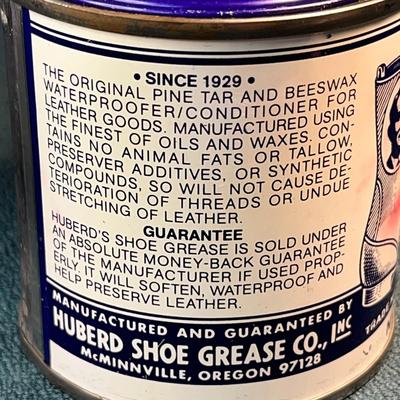 • SINCE 1929 •
THE ORIGINAL PINE TAR AND BEESWAX
WATERPROOFER/CONDITIONER FOR
LEATHER GOODS. MANUFACTURED USING
THE FINEST OF OILS AND WAXES. CON-
TAINS NO ANIMAL FATS OR TALLOW,
PRESERVER ADDITIVES, OR SYNTHETIC
COMPOUNDS, SO WILL NOT CAUSE DE-
TERIORATION OF THREADS OR UNDUE
STRETCHING OF LEATHER.
GUARANTEE
HUBERD'S SHOE GREASE IS SOLD UNDER
AN ABSOLUTE MONEY-BACK GUARANTEE
OF THE MANUFACTURER IF USED PROP-
ERLY. IT WILL SOFTEN, WATERPROOF AND
HELP PRESERVE LEATHER.
MANUFACTURED AND GUARANTEED BY
HUBERD SHOE GREASE CO., INC
McMINNVILLE, OREGON 97128
TRADE